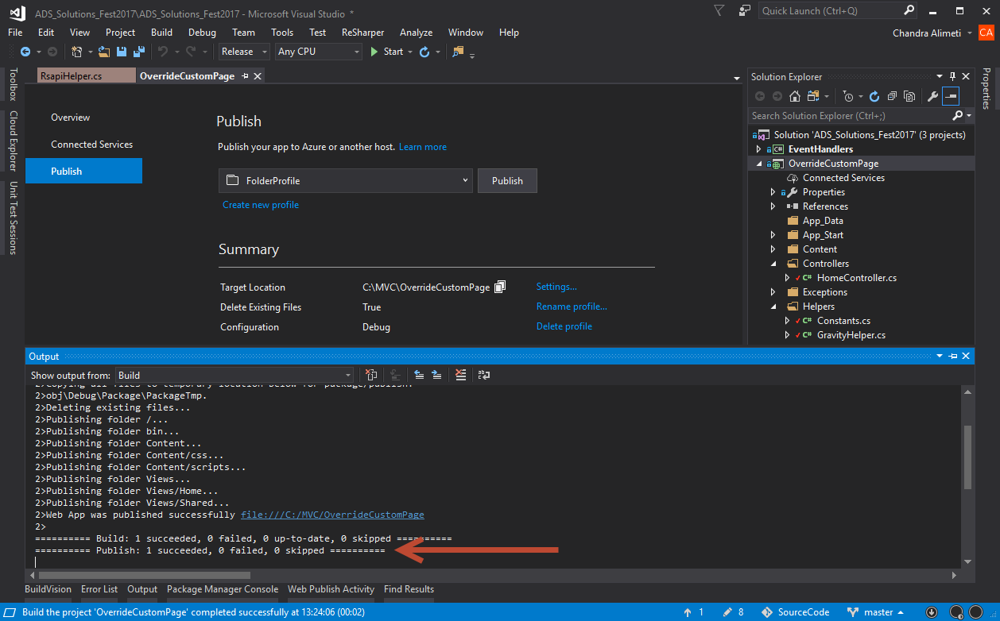 ADS_Solutions_Fest2017\ADS_Solutions_Fest2017 - Microsoft Visual Studio *
Quick Launch (Ctrl+Q)
File Edit View Project Build Debug Team Tools Test ReSharper Analyze Window Help
Chandra Alimeti CA
Release Any CPU Start
Toolbox
Cloud Explorer
Unit Test Sessions
RsapiHelper.cs OverrideCustomPage
Overview
Connected Services
Publish
Publish
Publish your app to Azure or another host. Learn more
FolderProfile Publish
Create new profile
Summary
Target Location C:\MVC\OverrideCustomPage Settings...
Delete Existing Files True Rename profile...
Configuration Debug Delete profile
Solution Explorer
Search Solution Explorer (Ctrl+;)
Solution 'ADS_Solutions_Fest2017' (3 projects)
C# EventHandlers
OverrideCustomPage
Connected Services
Properties
References
App_Data
App_Start
Content
Controllers
C# HomeController.cs
Exceptions
Helpers
C# Constants.cs
C# GravityHelper.cs
Properties
Output
Show output from: Build
2>Copying all files to temporary location below for package/publish:
2>obj\Debug\Package\PackageTmp.
2>Deleting existing files...
2>Publishing folder /...
2>Publishing folder bin...
2>Publishing folder Content...
2>Publishing folder Content/css...
2>Publishing folder Content/scripts...
2>Publishing folder Views...
2>Publishing folder Views/Home...
2>Publishing folder Views/Shared...
2>Web App was published successfully file:///C:/MVC/OverrideCustomPage
2>
========== Build: 1 succeeded, 0 failed, 0 up-to-date, 0 skipped ==========
========== Publish: 1 succeeded, 0 failed, 0 skipped ==========
BuildVision Error List Output Package Manager Console Web Publish Activity Find Results
Build the project 'OverrideCustomPage' completed successfully at 13:24:06 (00:02)
1 8 SourceCode master